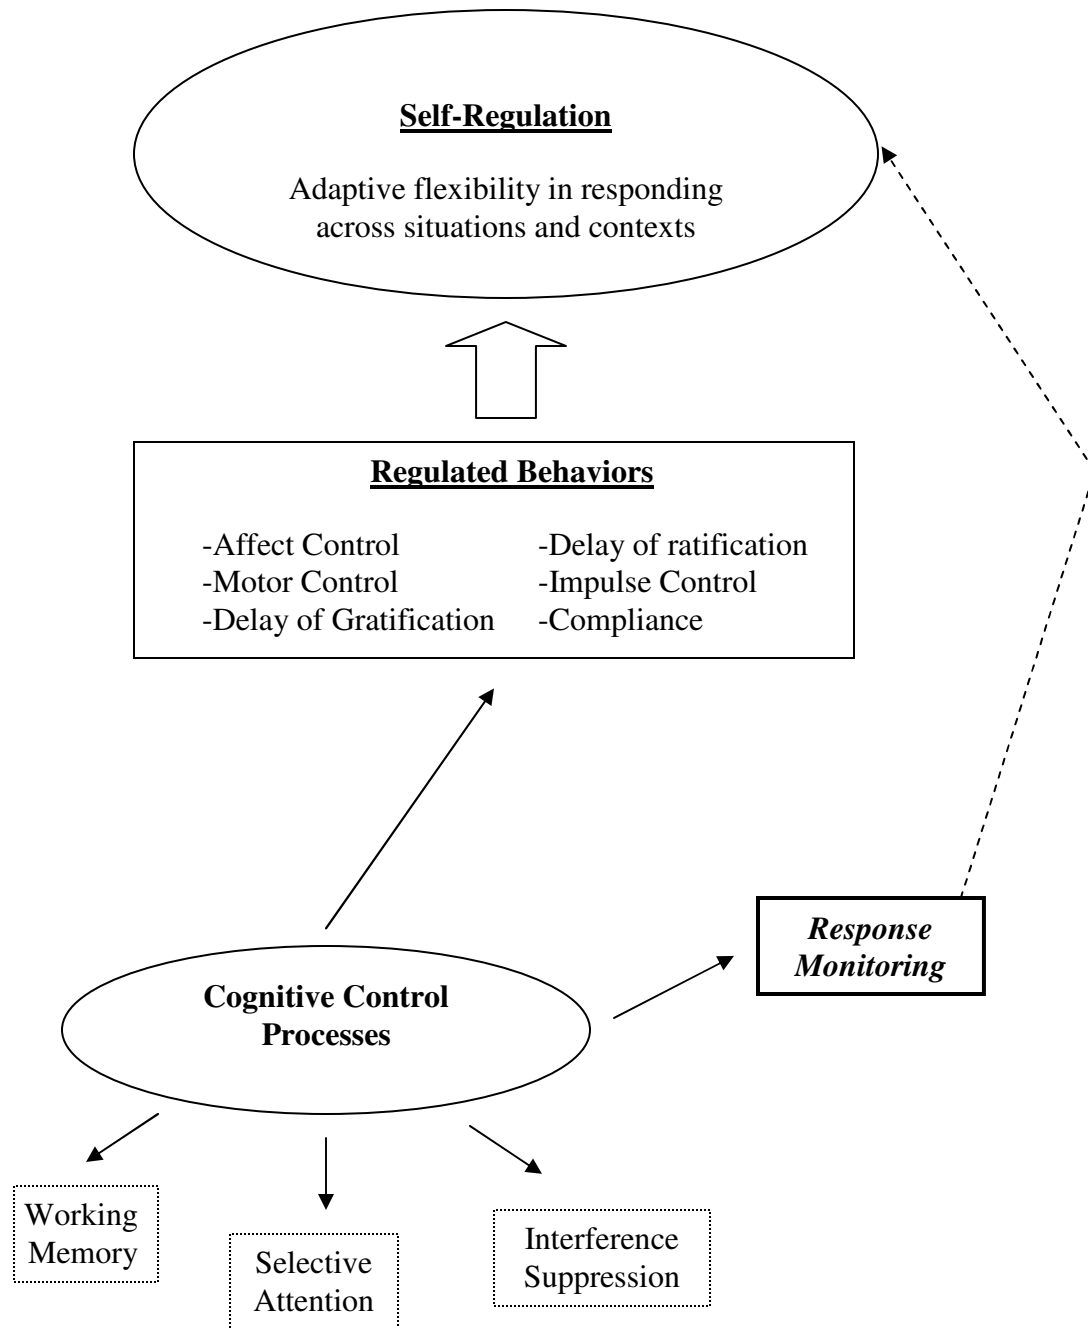 Self-Regulation
Adaptive flexibility in responding
across situations and contexts
Regulated Behaviors
-Affect Control
-Motor Control
-Delay of Gratification
-Delay of ratification
-Impulse Control
-Compliance
Response
Monitoring
Cognitive Control
Processes
Working
Memory
Selective
Attention
Interference
Suppression